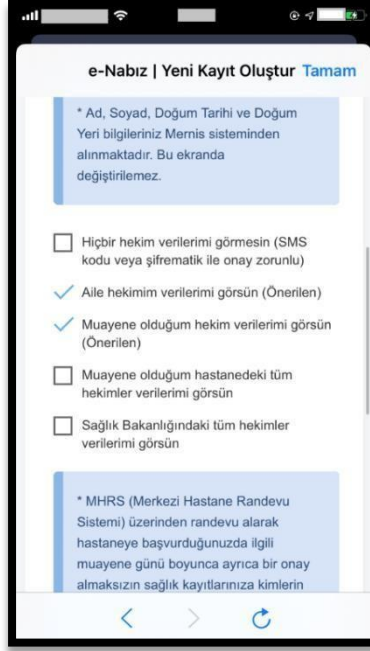 e-Nabız | Yeni Kayıt Oluştur Tamam
* Ad, Soyad, Doğum Tarihi ve Doğum
Yeri bilgileriniz Mernis sisteminden
alınmaktadır. Bu ekranda
değiştirilemez.
Hiçbir hekim verilerimi görmesin (SMS
kodu veya şifrematik ile onay zorunlu)
Aile hekimim verilerimi görsün (Önerilen)
Muayene olduğum hekim verilerimi görsün
(Önerilen)
Muayene olduğum hastanedeki tüm
hekimler verilerimi görsün
Sağlık Bakanlığındaki tüm hekimler
verilerimi görsün
* MHRS (Merkezi Hastane Randevu
Sistemi) üzerinden randevu alarak
hastaneye başvurduğunuzda ilgili
muayene günü boyunca ayrıca bir onay
almaksızın sağlık kayıtlarınıza kimlerin